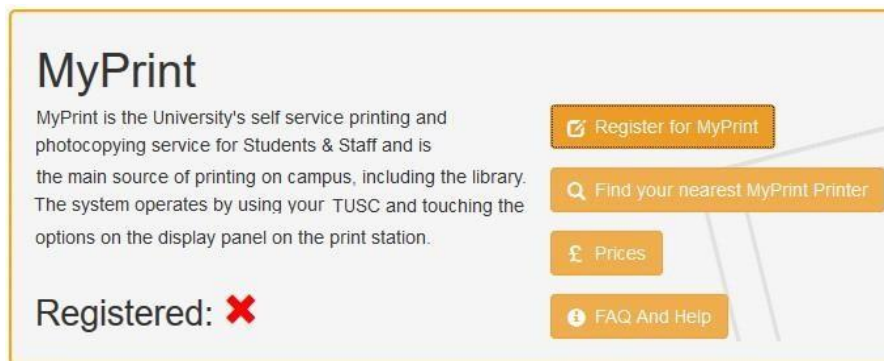 MyPrint
MyPrint is the University's self service printing and
photocopying service for Students & Staff and is
the main source of printing on campus, including the library.
The system operates by using your TUSC and touching the
options on the display panel on the print station.
Registered: ✖
Register for MyPrint
Find your nearest MyPrint Printer
£ Prices
FAQ And Help